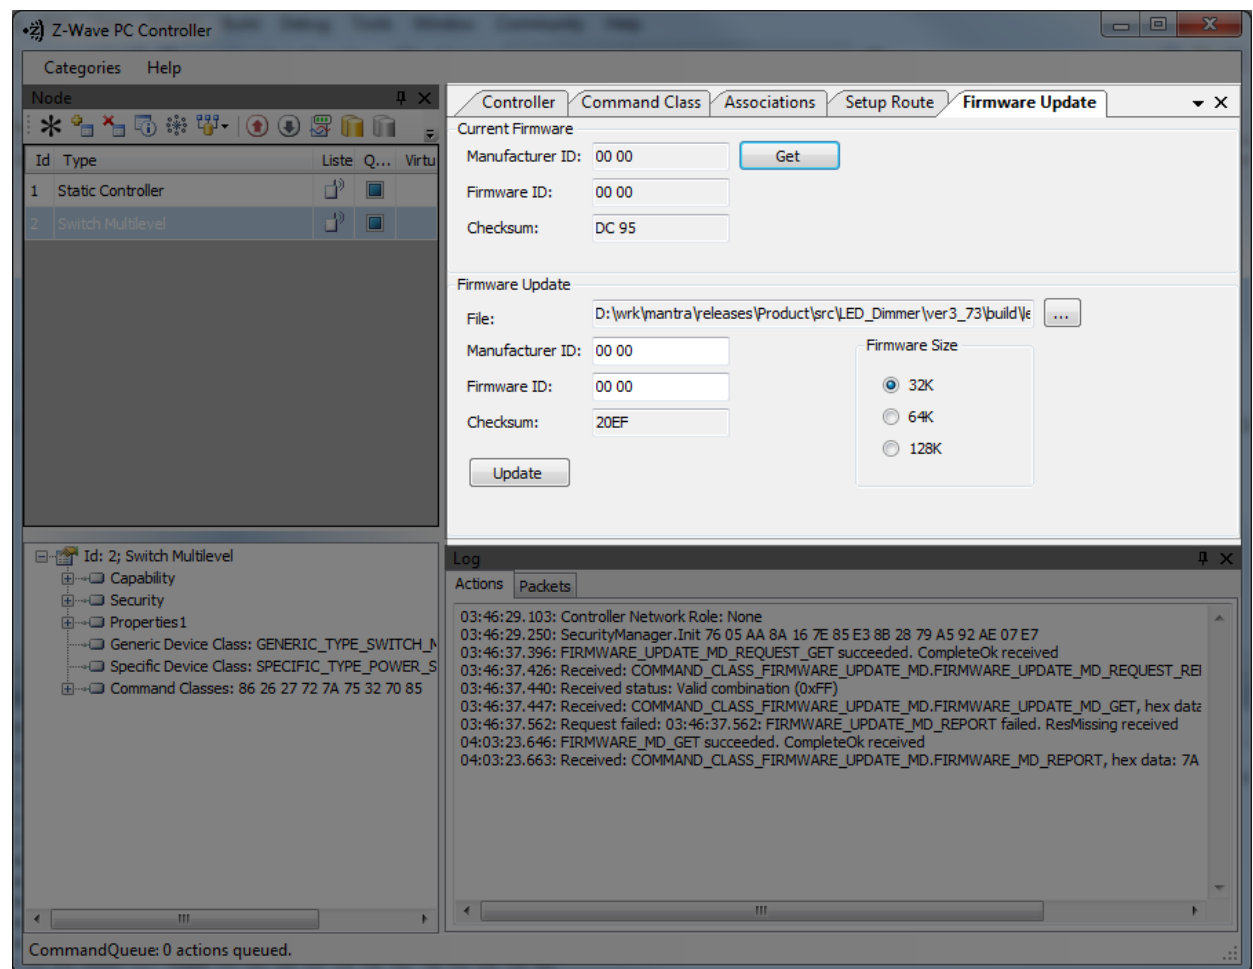 Z-Wave PC Controller
Categories Help
Node
Id Type Liste Q... Virtu
1 Static Controller
2 Switch Multilevel
Id: 2; Switch Multilevel
Capability
Security
Properties1
Generic Device Class: GENERIC_TYPE_SWITCH_M
Specific Device Class: SPECIFIC_TYPE_POWER_S
Command Classes: 86 26 27 72 7A 75 32 70 85
Controller Command Class Associations Setup Route Firmware Update
Current Firmware
Manufacturer ID: 00 00 Get
Firmware ID: 00 00
Checksum: DC 95
Firmware Update
File: D:\wrk\mantra\releases\Product\src\LED_Dimmer\ver3_73\build\le ...
Manufacturer ID: 00 00
Firmware ID: 00 00
Checksum: 20EF
Update
Firmware Size
32K
64K
128K
Log
Actions Packets
03:46:29.103: Controller Network Role: None
03:46:29.250: SecurityManager.Init 76 05 AA 8A 16 7E 85 E3 8B 28 79 A5 92 AE 07 E7
03:46:37.396: FIRMWARE_UPDATE_MD_REQUEST_GET succeeded. CompleteOk received
03:46:37.426: Received: COMMAND_CLASS_FIRMWARE_UPDATE_MD.FIRMWARE_UPDATE_MD_REQUEST_REI
03:46:37.440: Received status: Valid combination (0xFF)
03:46:37.447: Received: COMMAND_CLASS_FIRMWARE_UPDATE_MD.FIRMWARE_UPDATE_MD_GET, hex data
03:46:37.562: Request failed: 03:46:37.562: FIRMWARE_UPDATE_MD_REPORT failed. ResMissing received
04:03:23.646: FIRMWARE_MD_GET succeeded. CompleteOk received
04:03:23.663: Received: COMMAND_CLASS_FIRMWARE_UPDATE_MD.FIRMWARE_MD_REPORT, hex data: 7A
CommandQueue: 0 actions queued.